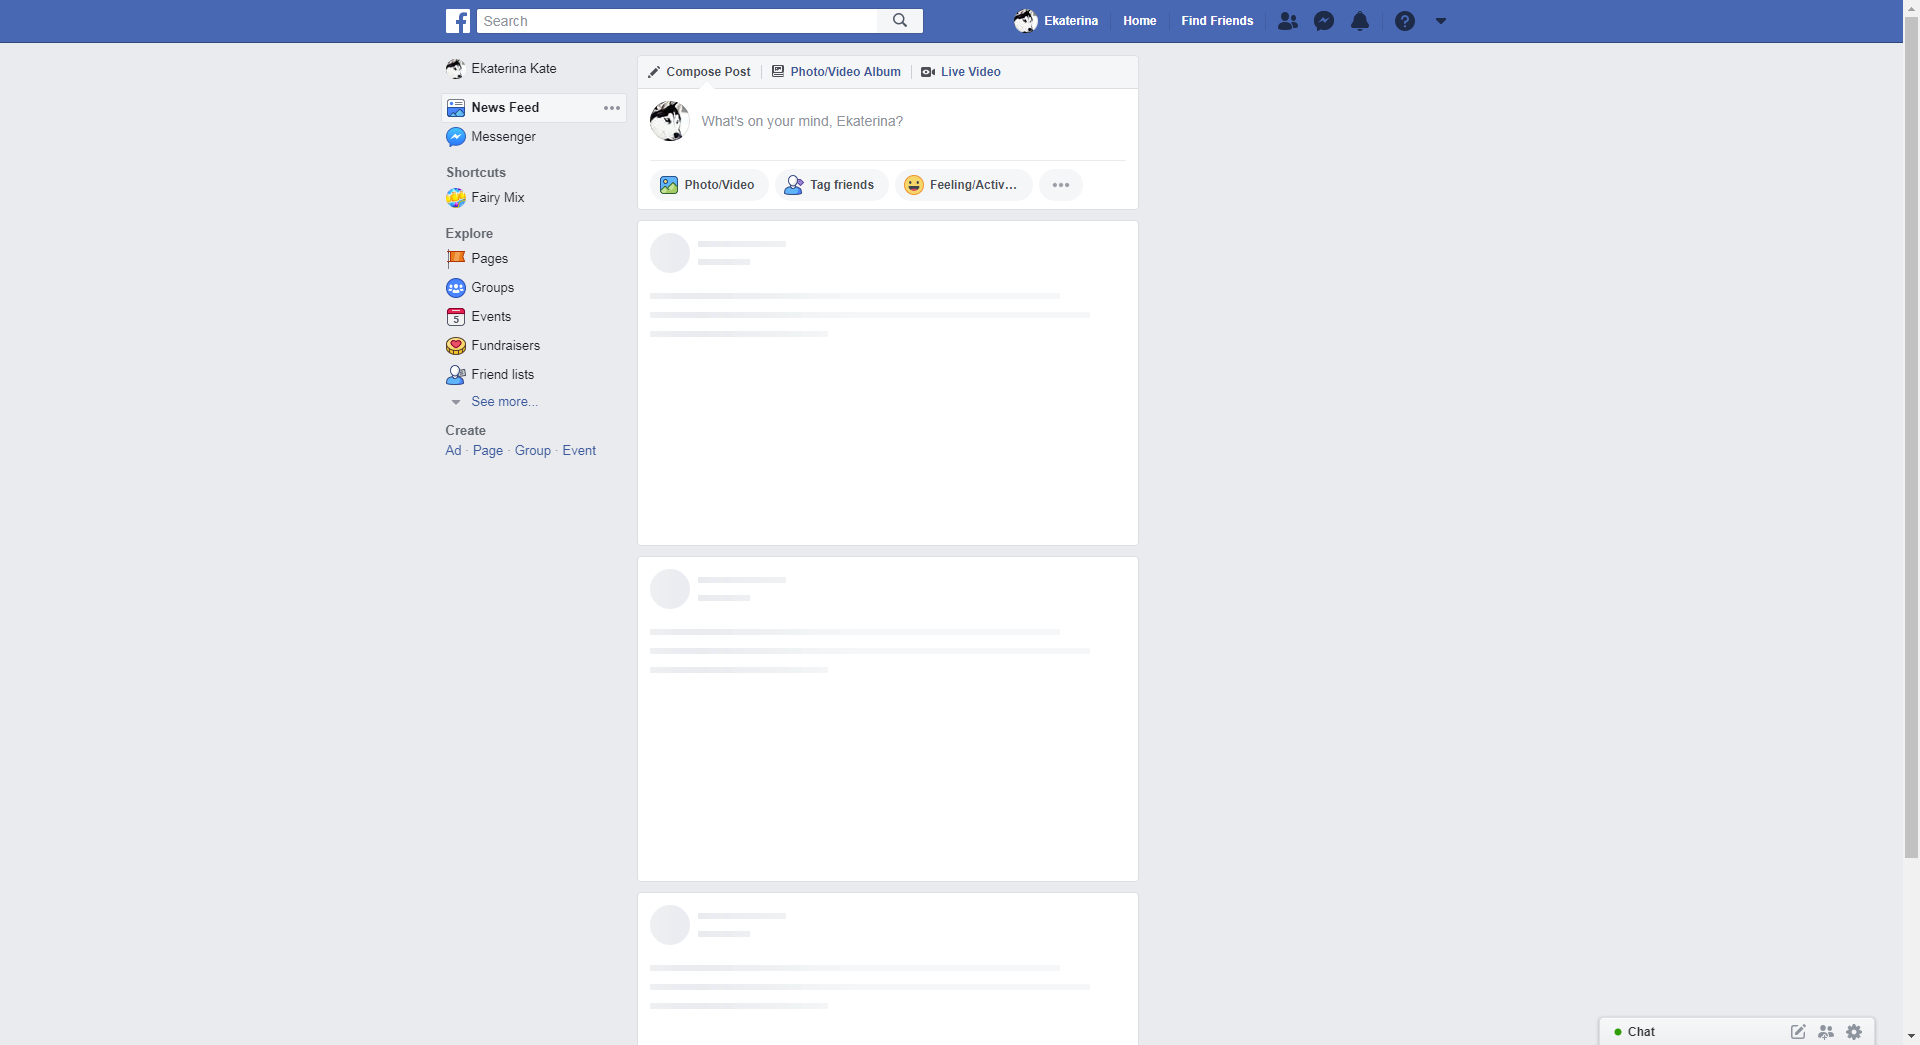 Search
Ekaterina
Home
Find Friends
Ekaterina Kate
News Feed
Messenger
Shortcuts
Fairy Mix
Explore
Pages
Groups
5
Events
Fundraisers
Friend lists
See more...
Create
Ad · Page · Group · Event
Compose Post
Photo/Video Album
Live Video
What's on your mind, Ekaterina?
Photo/Video
Tag friends
Feeling/Activ...
Chat